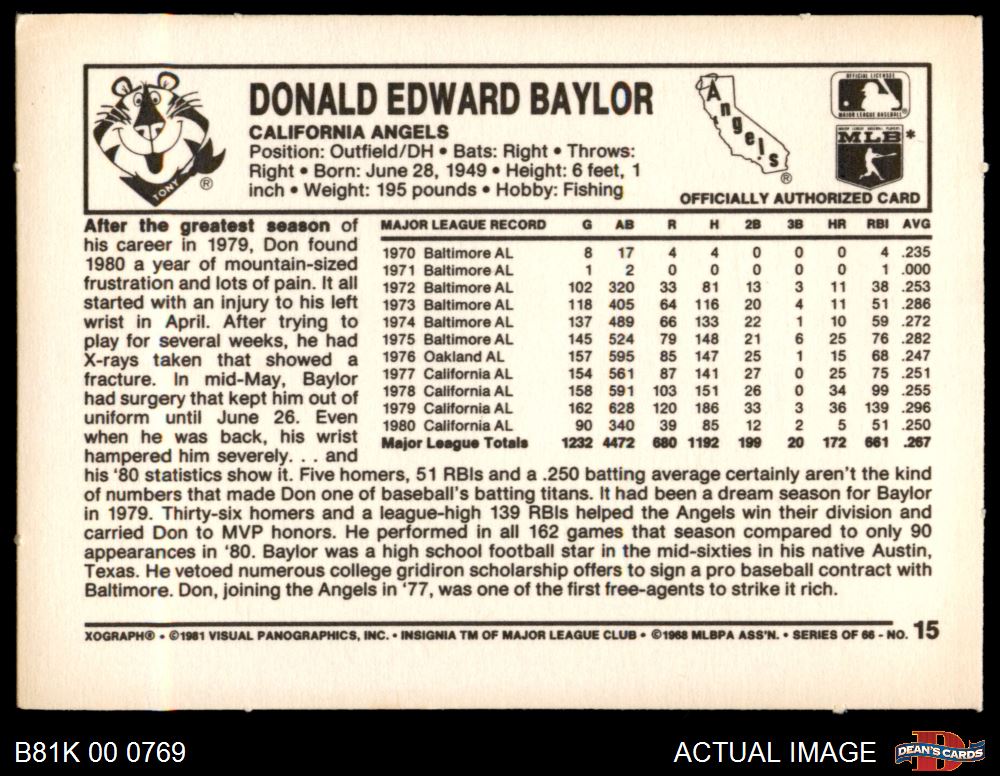 DONALD EDWARD BAYLOR
CALIFORNIA ANGELS
Position: Outfield/DH • Bats: Right • Throws:
Right • Born: June 28, 1949 • Height: 6 feet, 1
inch • Weight: 195 pounds • Hobby: Fishing
TONY
®
Angels
®
OFFICIAL LICENSEE
MAJOR LEAGUE BASEBALL
MAJOR LEAGUE BASEBALL PLAYERS
MLB*
OFFICIALLY AUTHORIZED CARD
After the greatest season of
his career in 1979, Don found
1980 a year of mountain-sized
frustration and lots of pain. It all
started with an injury to his left
wrist in April. After trying to
play for several weeks, he had
X-rays taken that showed a
fracture. In mid-May, Baylor
had surgery that kept him out of
uniform until June 26. Even
when he was back, his wrist
hampered him severely. . . and
MAJOR LEAGUE RECORD G AB R H 2B 3B HR RBI AVG
1970 Baltimore AL 8 17 4 4 0 0 0 4 .235
1971 Baltimore AL 1 2 0 0 0 0 0 1 .000
1972 Baltimore AL 102 320 33 81 13 3 11 38 .253
1973 Baltimore AL 118 405 64 116 20 4 11 51 .286
1974 Baltimore AL 137 489 66 133 22 1 10 59 .272
1975 Baltimore AL 145 524 79 148 21 6 25 76 .282
1976 Oakland AL 157 595 85 147 25 1 15 68 .247
1977 California AL 154 561 87 141 27 0 25 75 .251
1978 California AL 158 591 103 151 26 0 34 99 .255
1979 California AL 162 628 120 186 33 3 36 139 .296
1980 California AL 90 340 39 85 12 2 5 51 .250
Major League Totals 1232 4472 680 1192 199 20 172 661 .267
his '80 statistics show it. Five homers, 51 RBIs and a .250 batting average certainly aren't the kind
of numbers that made Don one of baseball's batting titans. It had been a dream season for Baylor
in 1979. Thirty-six homers and a league-high 139 RBIs helped the Angels win their division and
carried Don to MVP honors. He performed in all 162 games that season compared to only 90
appearances in '80. Baylor was a high school football star in the mid-sixties in his native Austin,
Texas. He vetoed numerous college gridiron scholarship offers to sign a pro baseball contract with
Baltimore. Don, joining the Angels in '77, was one of the first free-agents to strike it rich.
XOGRAPH® • ©1981 VISUAL PANOGRAPHICS, INC. • INSIGNIA TM OF MAJOR LEAGUE CLUB • ©1968 MLBPA ASS'N. • SERIES OF 66 - NO. 15
B81K 00 0769
ACTUAL IMAGE
DEAN'S CARDS